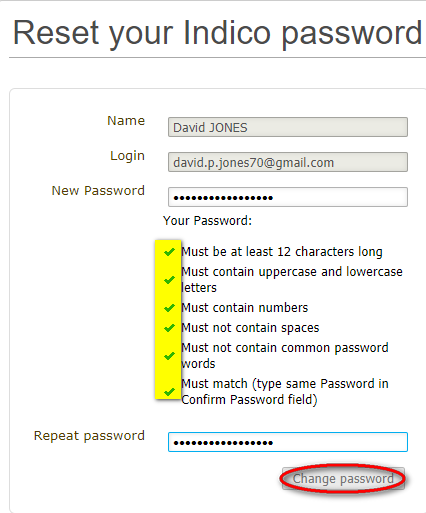 Reset your Indico password
Name
David JONES
Login
david.p.jones70@gmail.com
New Password
•••••••••••••••••
Your Password:
✔ Must be at least 12 characters long
✔ Must contain uppercase and lowercase
letters
✔ Must contain numbers
✔ Must not contain spaces
✔ Must not contain common password
words
✔ Must match (type same Password in
Confirm Password field)
Repeat password
•••••••••••••••••
Change password